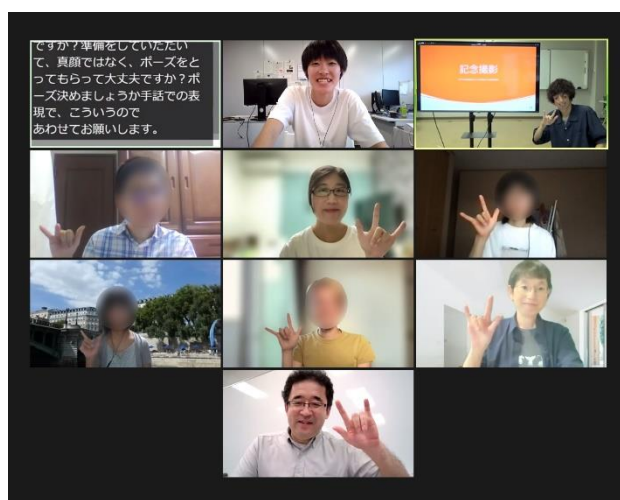 ですか？準備をしていただい
て、真顔ではなく、ポーズをと
ってもらって大丈夫ですか？ポ
ーズ決めましょうか手話での表
現で、こういうので
あわせてお願いします。
記念撮影